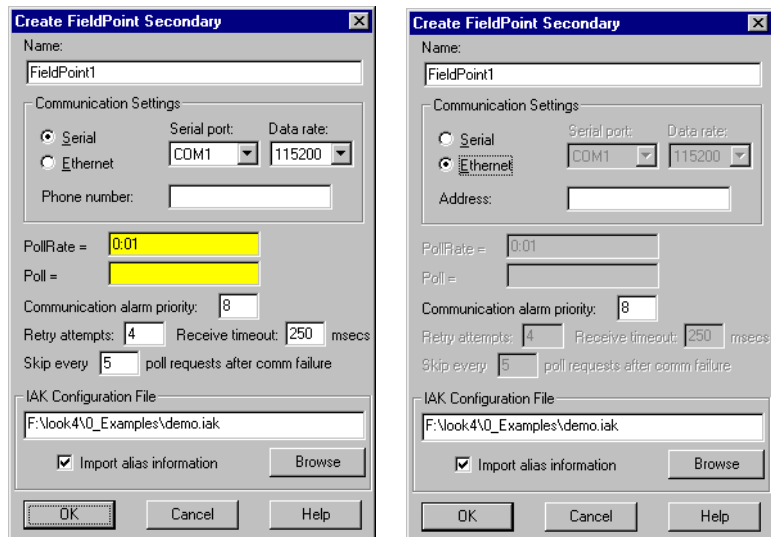 Create FieldPoint Secondary
Name:
FieldPoint1
Communication Settings
Serial
Ethernet
Serial port:
Data rate:
COM1
115200
Phone number:
PollRate =
0:01
Poll =
Communication alarm priority: 8
Retry attempts: 4 Receive timeout: 250 msecs
Skip every 5 poll requests after comm failure
IAK Configuration File
F:\look4\0_Examples\demo.iak
Import alias information
Browse
OK
Cancel
Help
Create FieldPoint Secondary
Name:
FieldPoint1
Communication Settings
Serial
Ethernet
Serial port:
Data rate:
COM1
115200
Address:
PollRate =
0:01
Poll =
Communication alarm priority: 8
Retry attempts: 4 Receive timeout: 250 msecs
Skip every 5 poll requests after comm failure
IAK Configuration File
F:\look4\0_Examples\demo.iak
Import alias information
Browse
OK
Cancel
Help